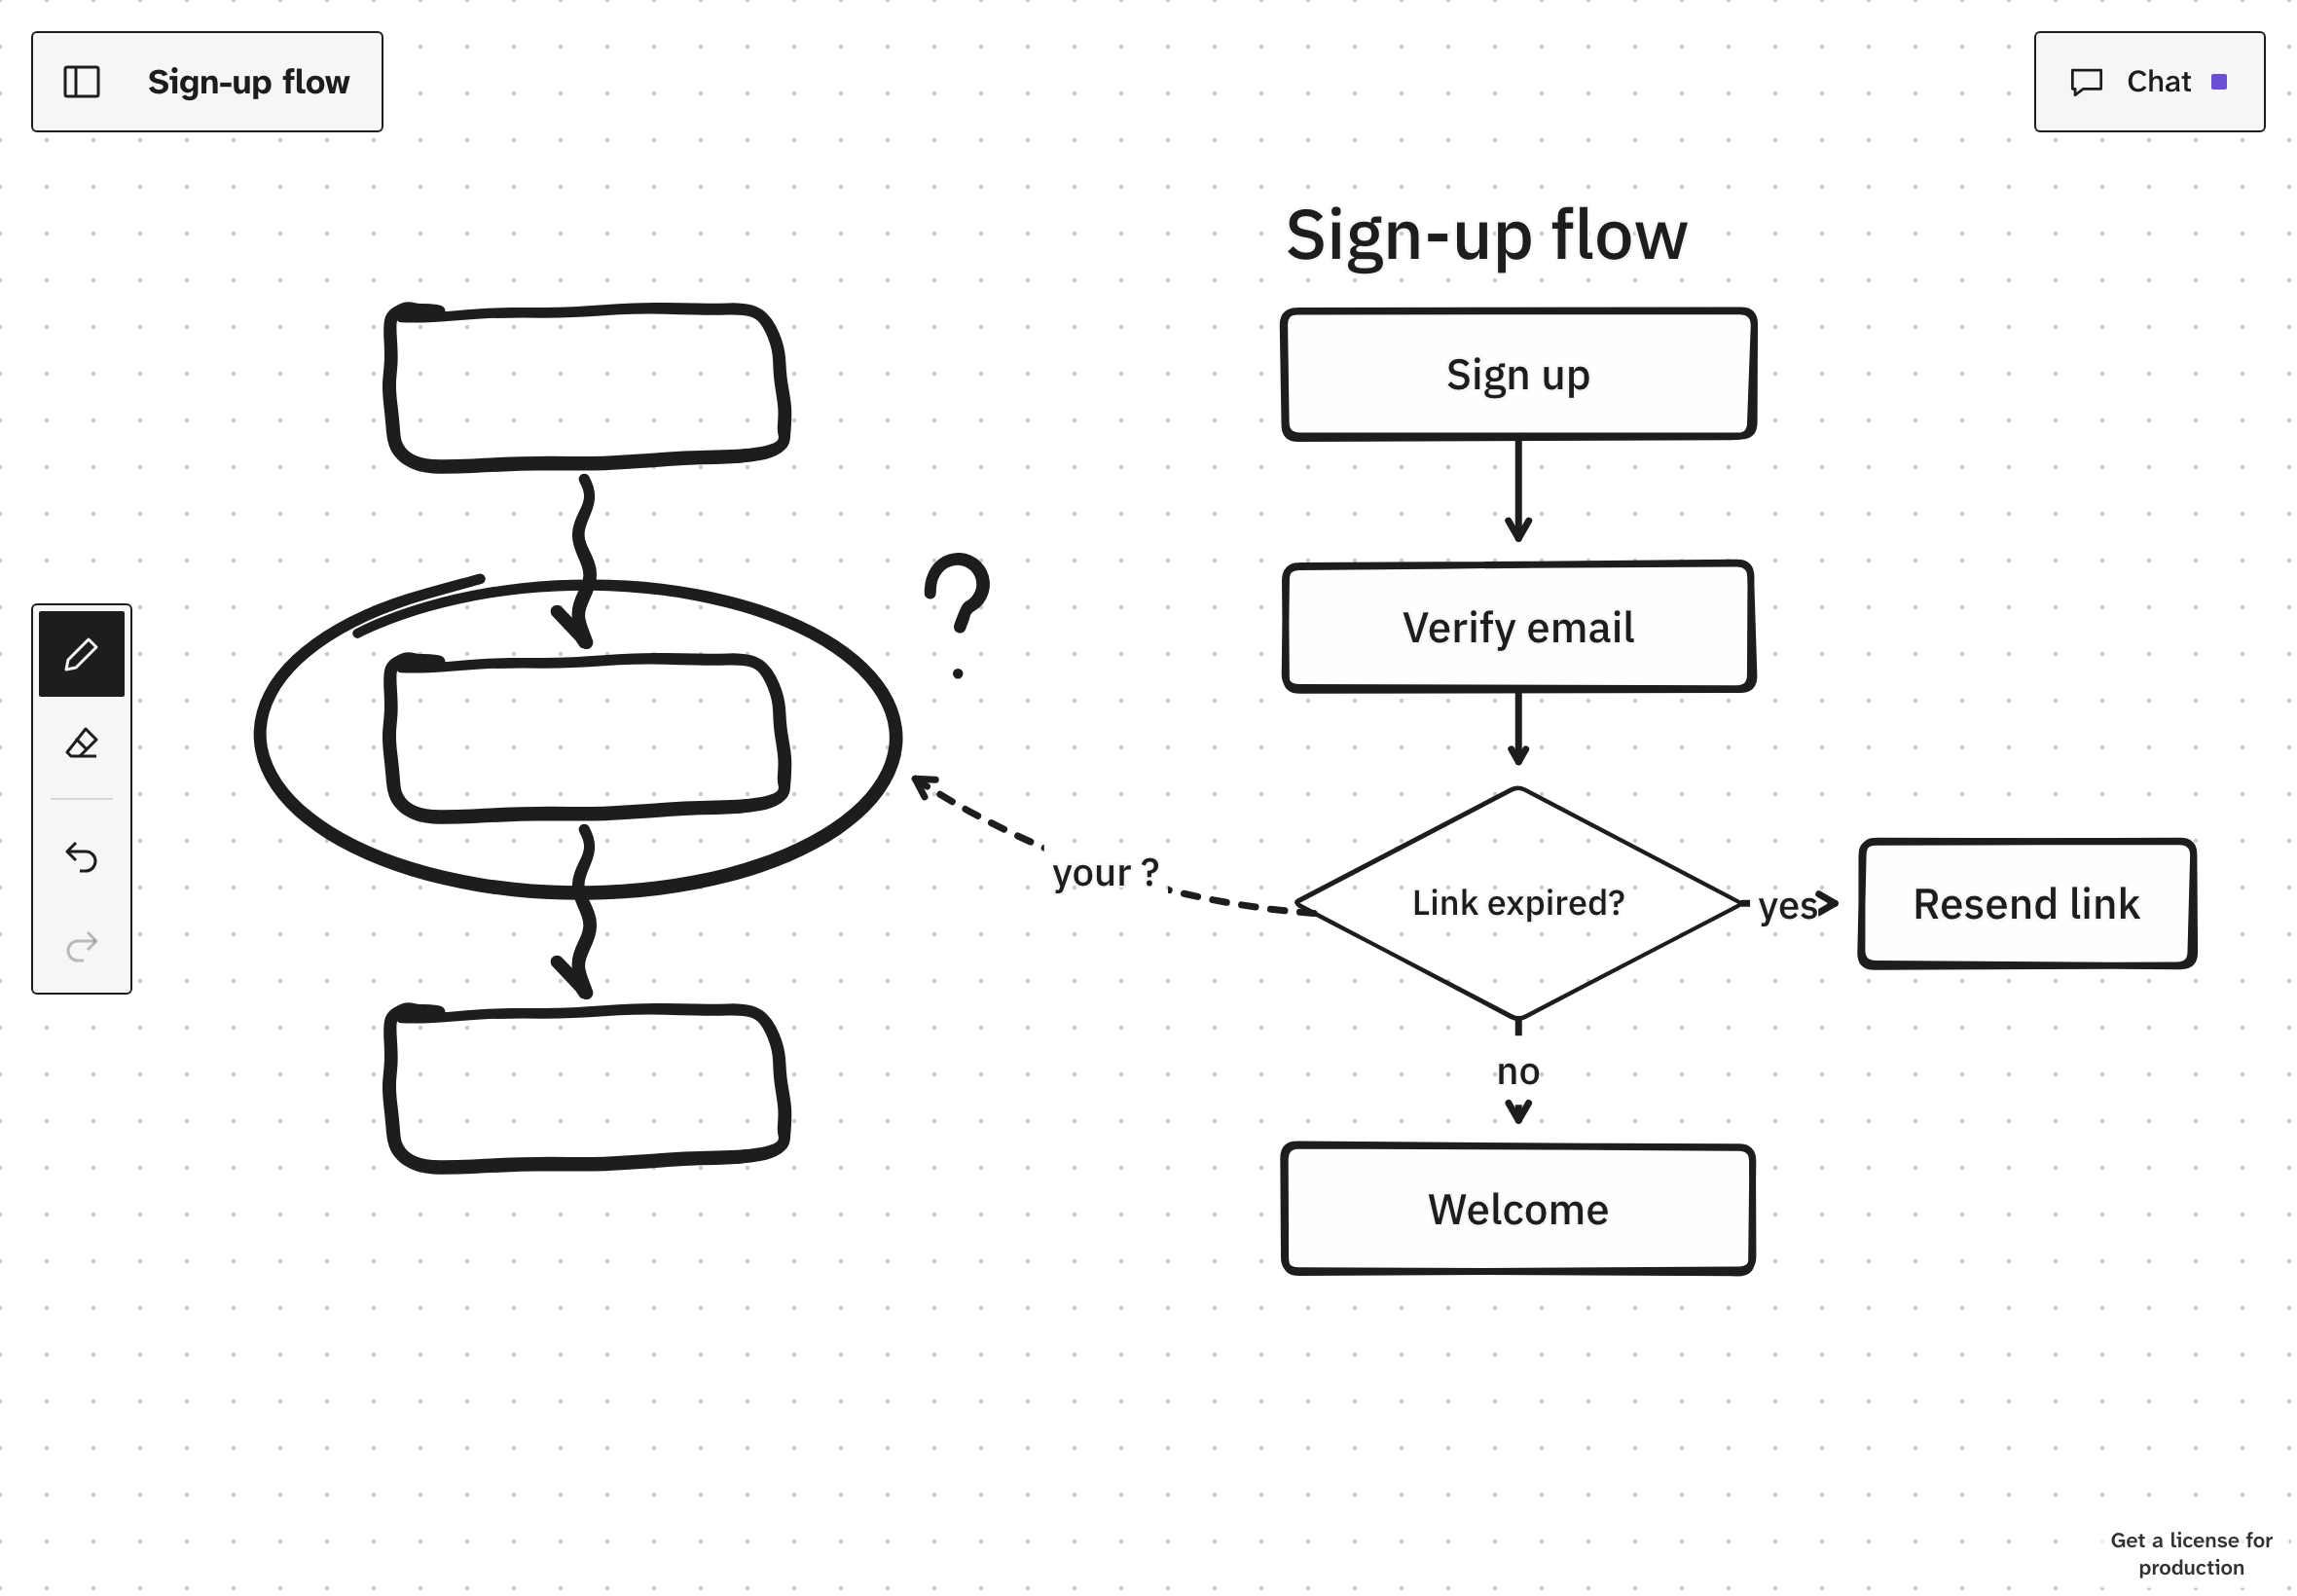 Sign-up flow
Chat
Sign-up flow
Sign up
?
Verify email
your ?
Link expired?
yes
Resend link
no
Welcome
Get a license for
production